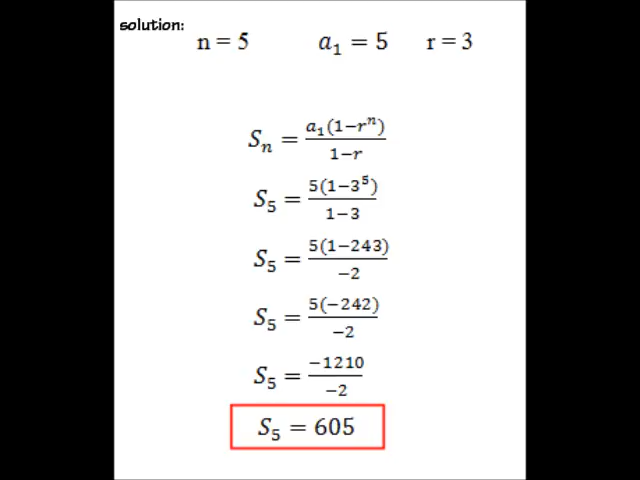 solution:
n = 5 a₁ = 5 r = 3
Sₙ = a₁(1−rⁿ)/1−r
S₅ = 5(1−3⁵)/1−3
S₅ = 5(1−243)/−2
S₅ = 5(−242)/−2
S₅ = −1210/−2
S₅ = 605